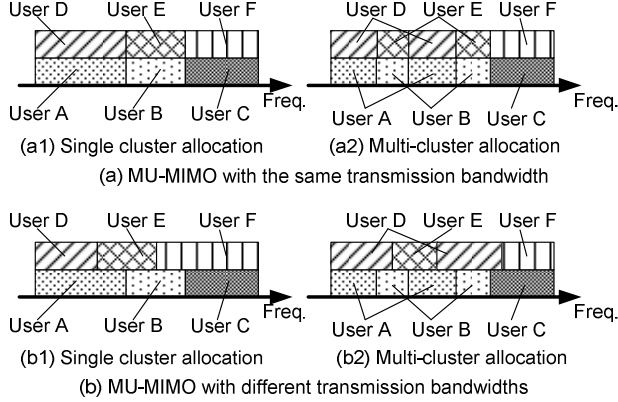 User D User E User F User D User E User F
Freq. Freq.
User A User B User C User A User B User C
(a1) Single cluster allocation (a2) Multi-cluster allocation
(a) MU-MIMO with the same transmission bandwidth
User D User E User F User D User E User F
Freq. Freq.
User A User B User C User A User B User C
(b1) Single cluster allocation (b2) Multi-cluster allocation
(b) MU-MIMO with different transmission bandwidths